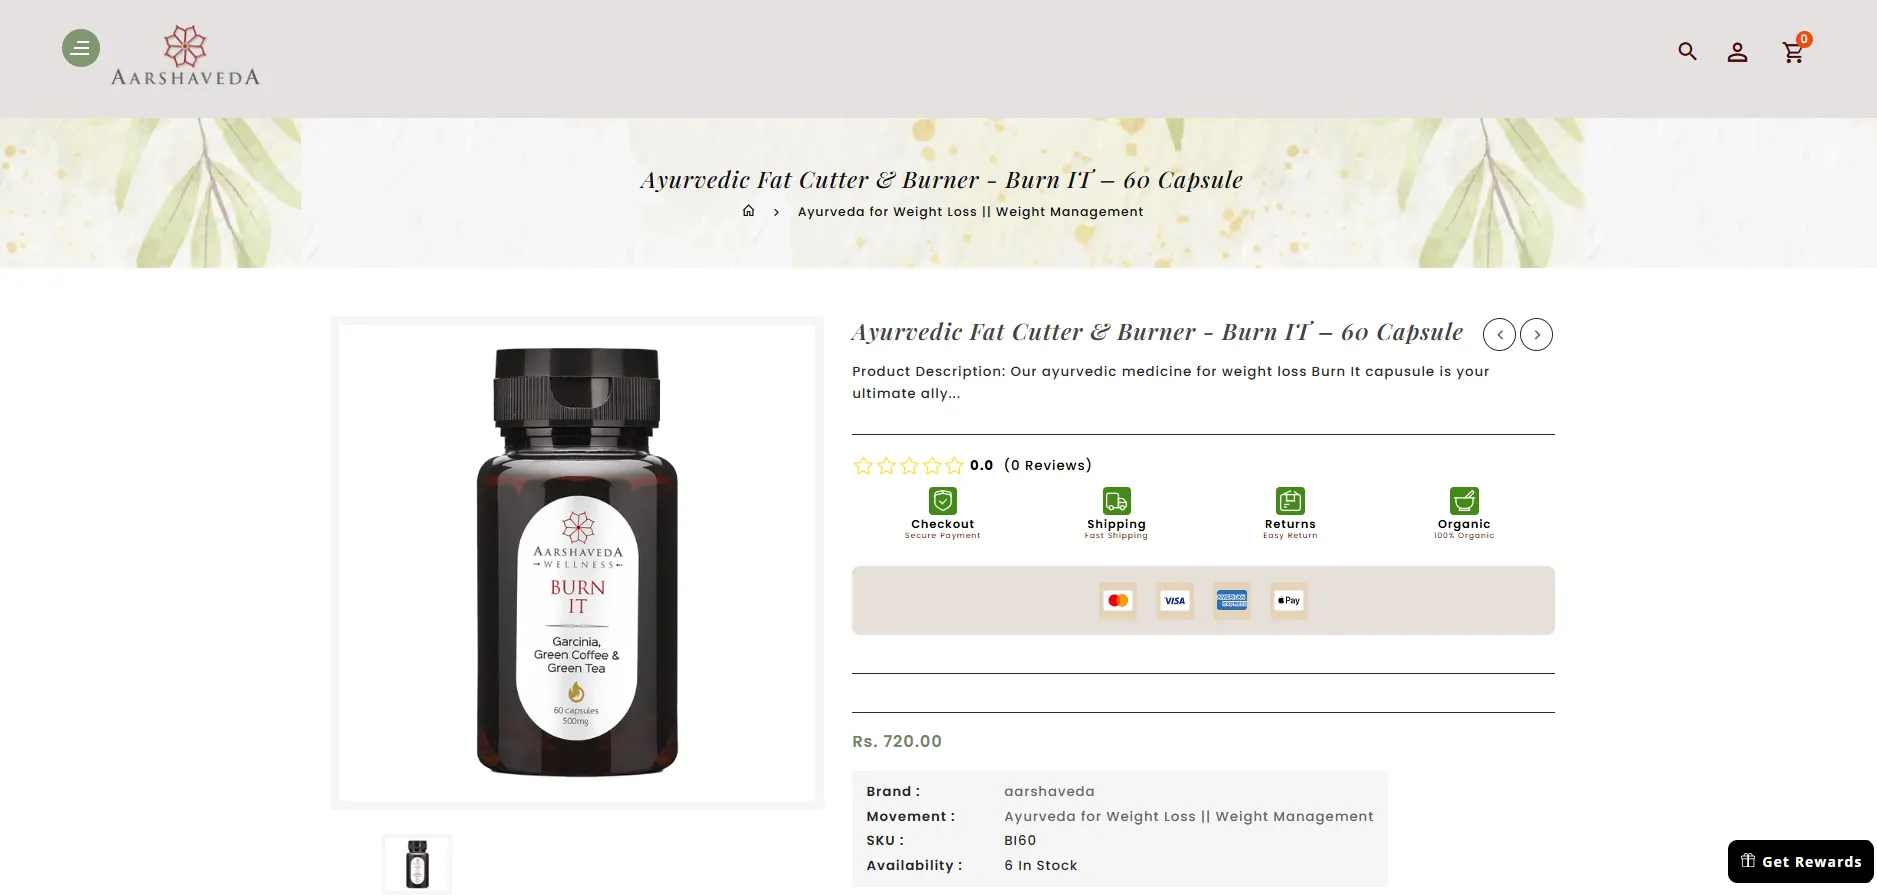 AARSHAVEDA
0
Ayurvedic Fat Cutter & Burner - Burn IT – 60 Capsule
Ayurveda for Weight Loss || Weight Management
AARSHAVEDA
WELLNESS
BURN
IT
Garcinia,
Green Coffee &
Green Tea
60 capsules
500mg
Ayurvedic Fat Cutter & Burner - Burn IT – 60 Capsule
Product Description: Our ayurvedic medicine for weight loss Burn It capusule is your
ultimate ally...
0.0 (0 Reviews)
Checkout
Secure Payment
Shipping
Fast Shipping
Returns
Easy Return
Organic
100% Organic
VISA
AMERICAN
EXPRESS
Pay
Rs. 720.00
Brand : aarshaveda
Movement : Ayurveda for Weight Loss || Weight Management
SKU : BI60
Availability : 6 In Stock
Get Rewards